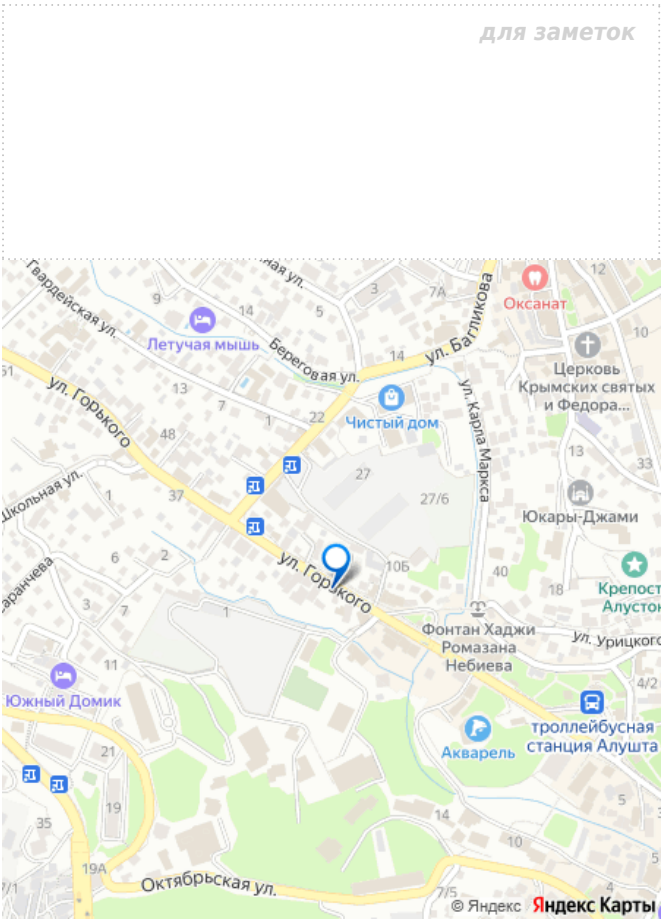 для заметок
ная ул.
12
Оксанат
7А
3
Гвардейская ул.
9
14
5
10
ул. Багликова
Летучая мышь
Береговая ул.
14
Церковь
Крымских святых
и Федора...
51
ул. Горького
13
7
1
22
Чистый дом
ул. Карла Маркса
48
13
33
27
27/6
Школьная ул.
1
37
Юкары-Джами
6
2
ул. Горького
10Б
40
18
Крепост
Алустон
аранчева
3
7
1
Фонтан Хаджи
Ромазана
Небиева
ул. Урицкого
11
4/2
Южный Домик
троллейбусная
станция Алушта
Акварель
21
19
35
14
10
5
5
19А
7/1
Октябрьская ул.
7/5
© Яндекс Яндекс Карты